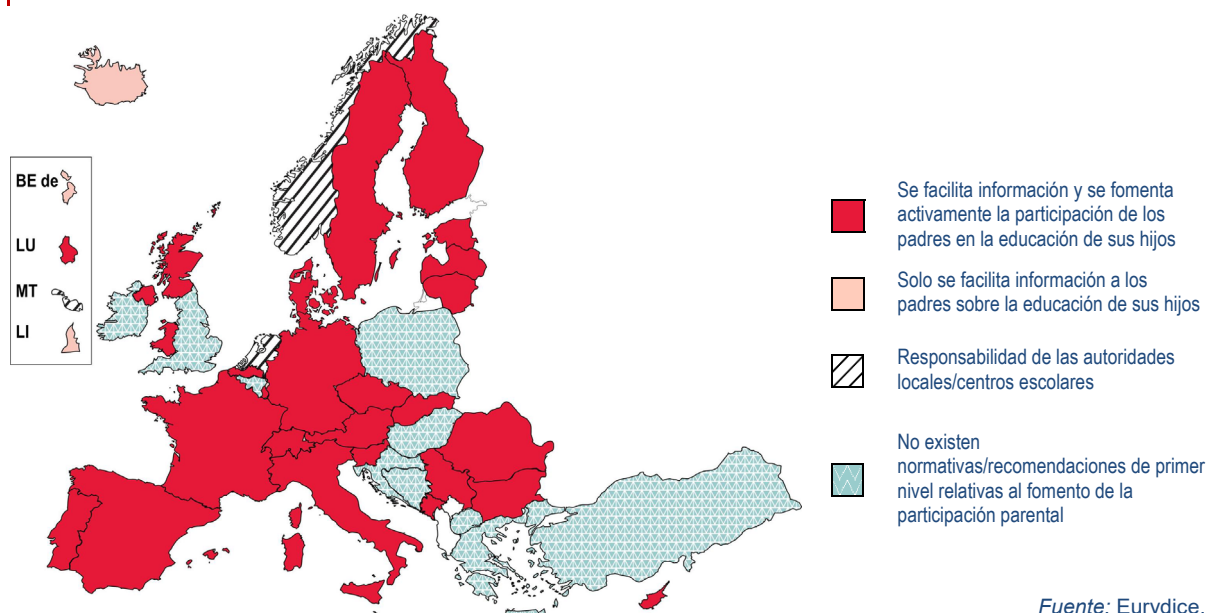 BE de
LU
MT
LI
Se facilita información y se fomenta
activamente la participación de los
padres en la educación de sus hijos
Solo se facilita información a los
padres sobre la educación de sus hijos
Responsabilidad de las autoridades
locales/centros escolares
No existen
normativas/recomendaciones de primer
nivel relativas al fomento de la
participación parental
Fuente: Eurydice.